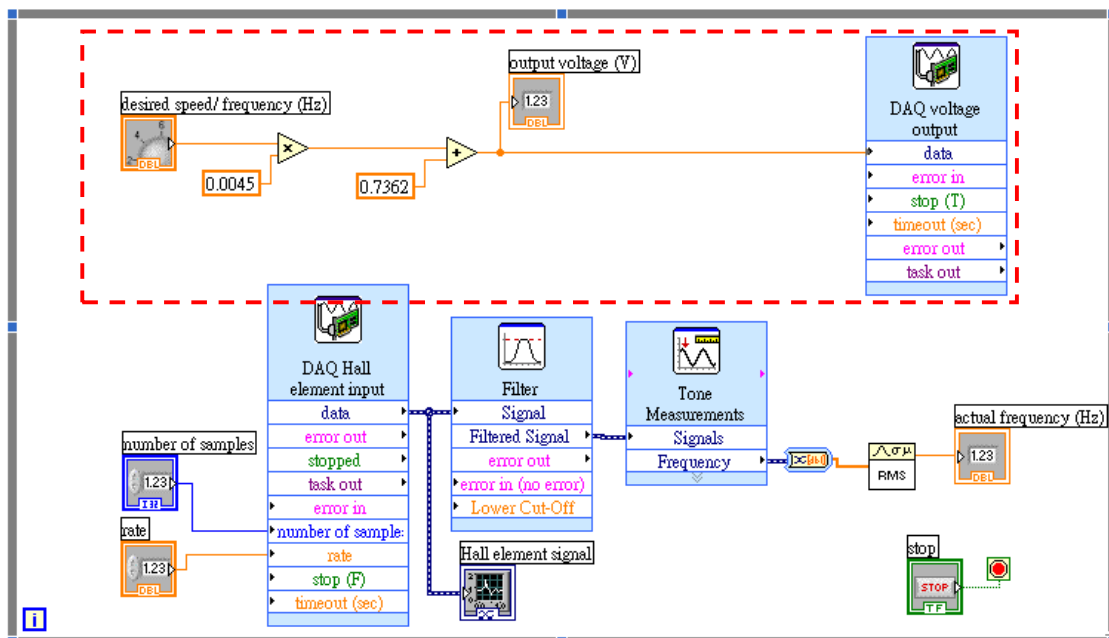 output voltage (V)
1.23
DBL
desired speed/ frequency (Hz)
2 4 6
DBL
×
0.0045
+
0.7362
DAQ voltage
output
data
error in
stop (T)
timeout (sec)
error out
task out
DAQ Hall
element input
data
error out
stopped
task out
error in
number of samples
rate
stop (F)
timeout (sec)
number of samples
1.23
I32
rate
1.23
DBL
Filter
Signal
Filtered Signal
error out
error in (no error)
Lower Cut-Off
Hall element signal
Tone
Measurements
Signals
Frequency
RMS
actual frequency (Hz)
1.23
DBL
stop
STOP
TF
i